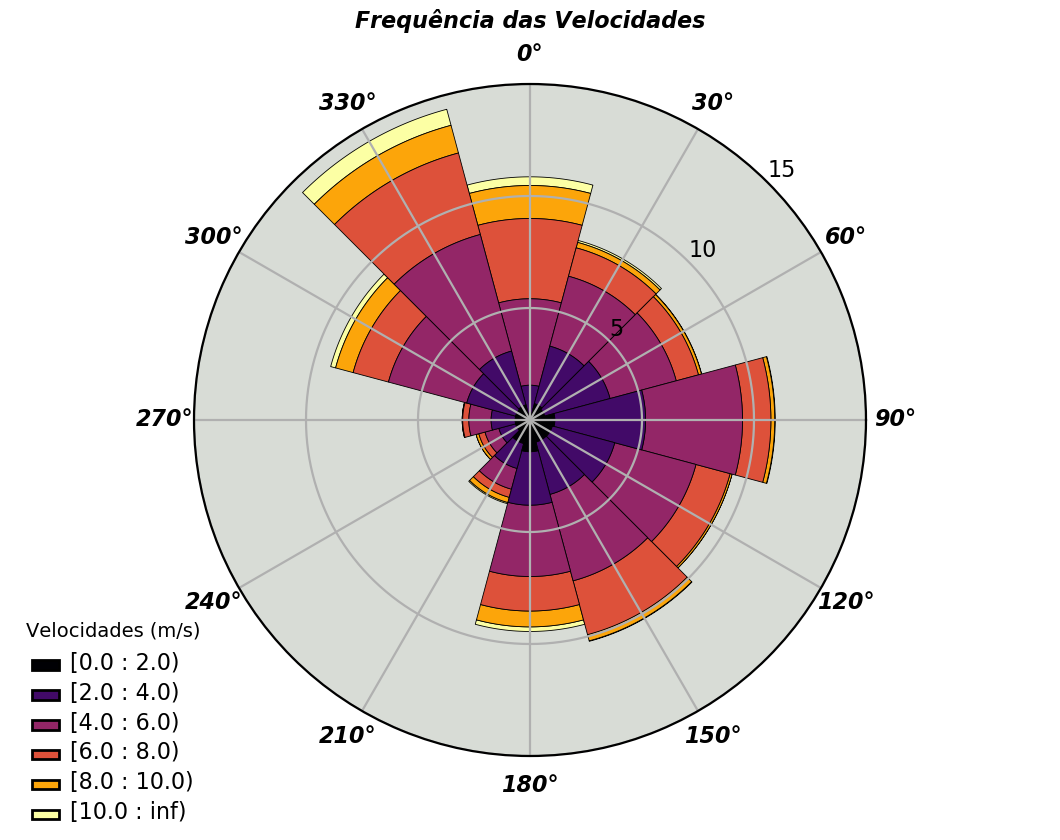 Frequência das Velocidades
0°
330°
30°
15
300°
60°
10
5
270°
90°
240°
120°
210°
150°
180°
Velocidades (m/s)
[0.0 : 2.0)
[2.0 : 4.0)
[4.0 : 6.0)
[6.0 : 8.0)
[8.0 : 10.0)
[10.0 : inf)